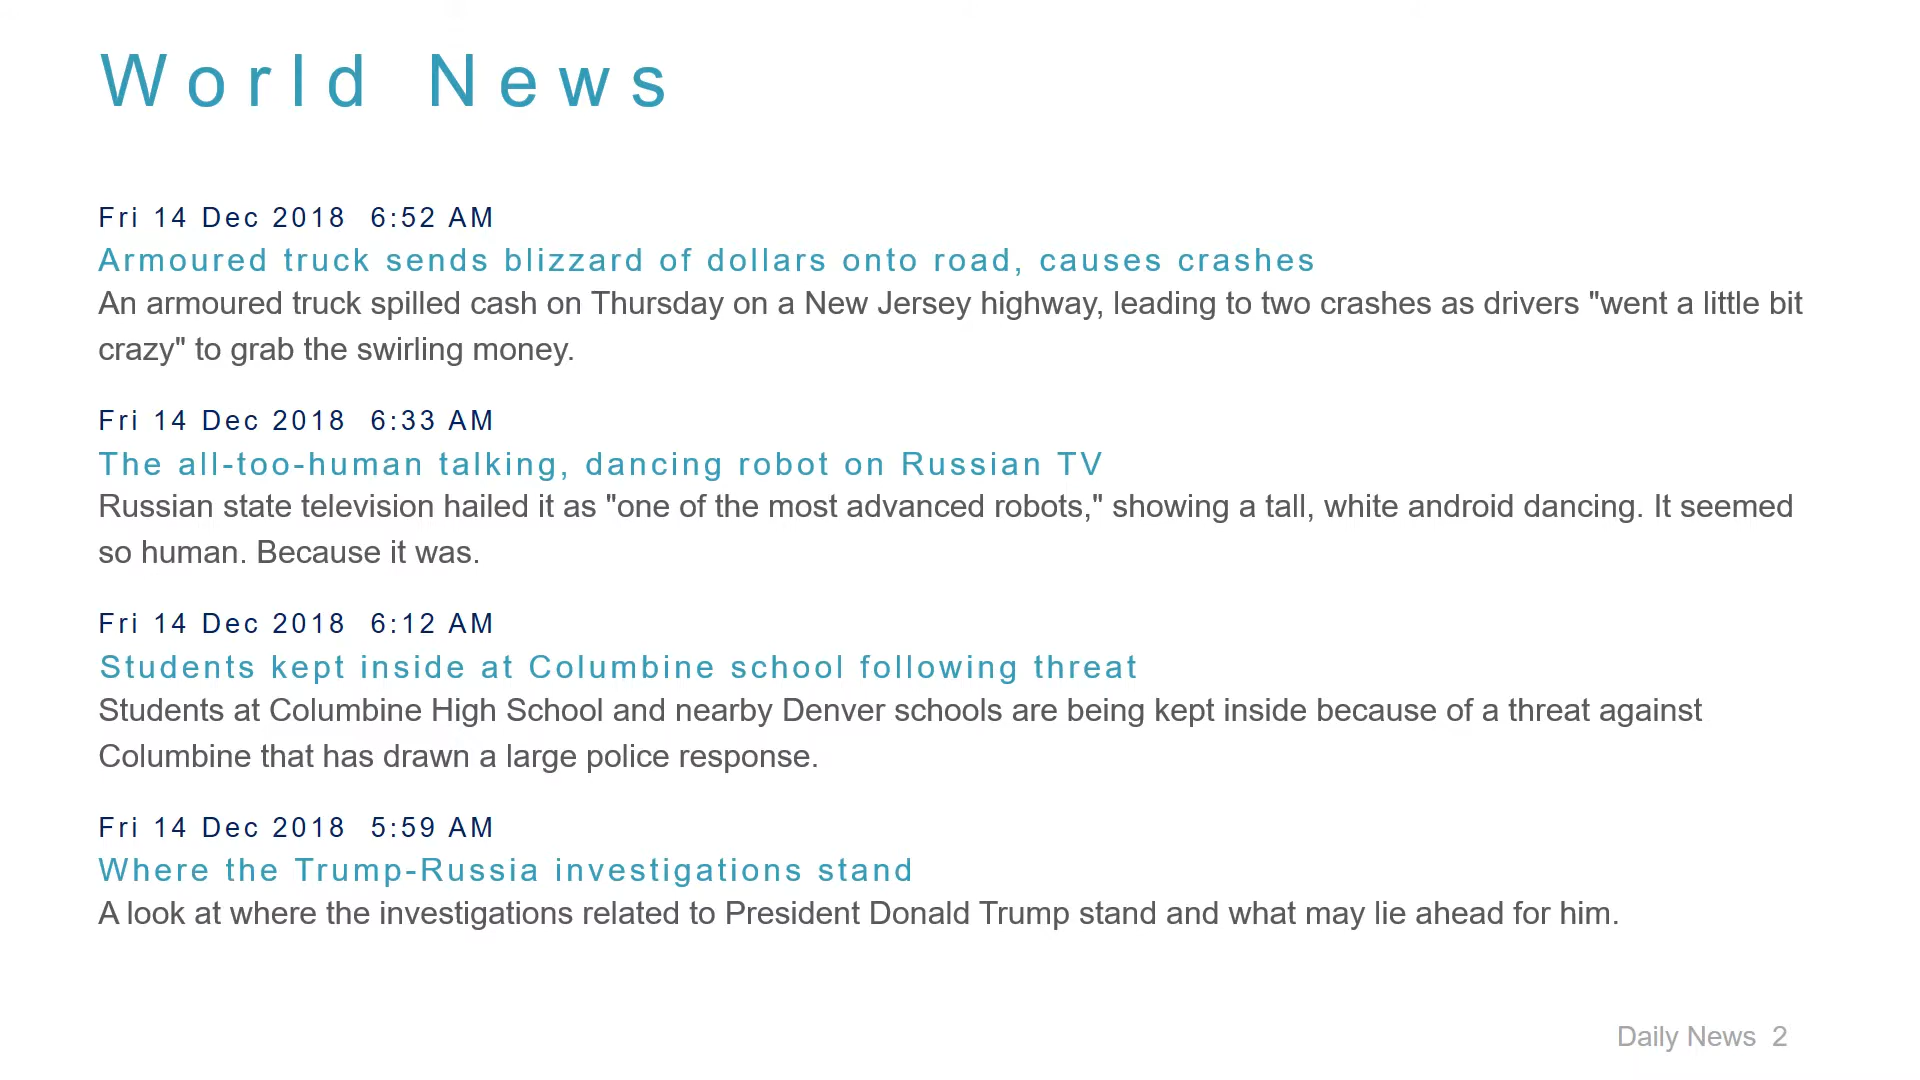 World News
Fri 14 Dec 2018 6:52 AM
Armoured truck sends blizzard of dollars onto road, causes crashes
An armoured truck spilled cash on Thursday on a New Jersey highway, leading to two crashes as drivers "went a little bit
crazy" to grab the swirling money.
Fri 14 Dec 2018 6:33 AM
The all-too-human talking, dancing robot on Russian TV
Russian state television hailed it as "one of the most advanced robots," showing a tall, white android dancing. It seemed
so human. Because it was.
Fri 14 Dec 2018 6:12 AM
Students kept inside at Columbine school following threat
Students at Columbine High School and nearby Denver schools are being kept inside because of a threat against
Columbine that has drawn a large police response.
Fri 14 Dec 2018 5:59 AM
Where the Trump-Russia investigations stand
A look at where the investigations related to President Donald Trump stand and what may lie ahead for him.
Daily News 2